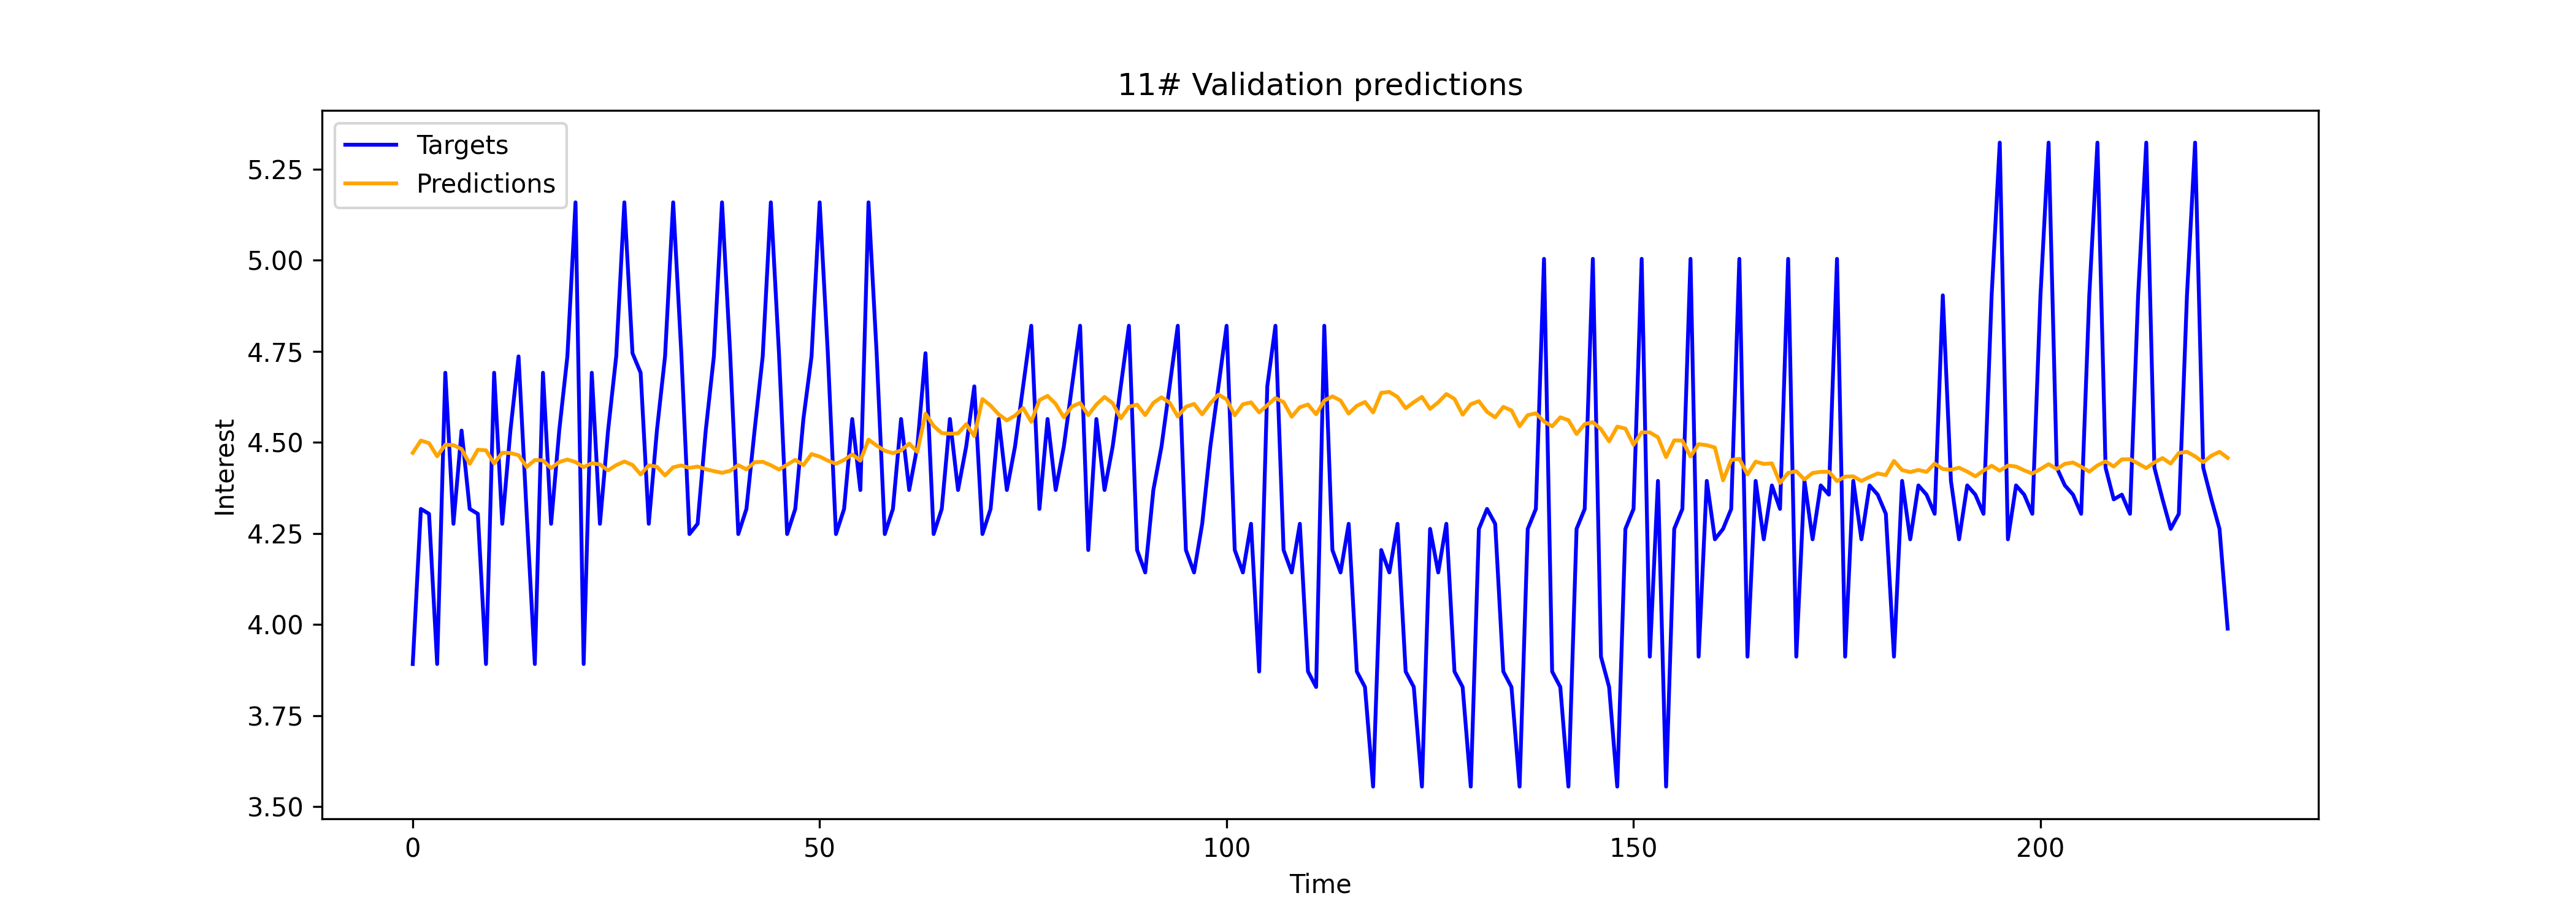 11# Validation predictions
Targets
Predictions
5.25
5.00
4.75
4.50
4.25
4.00
3.75
3.50
Interest
0
50
100
150
200
Time